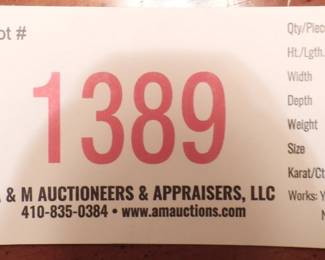 ot #
1389
& M AUCTIONEERS & APPRAISERS, LLC
410-835-0384 • www.amauctions.com
Qty/Piece
Ht./Lgth.
Width
Depth
Weight
Size
Karat/Ct
Works: Y
N